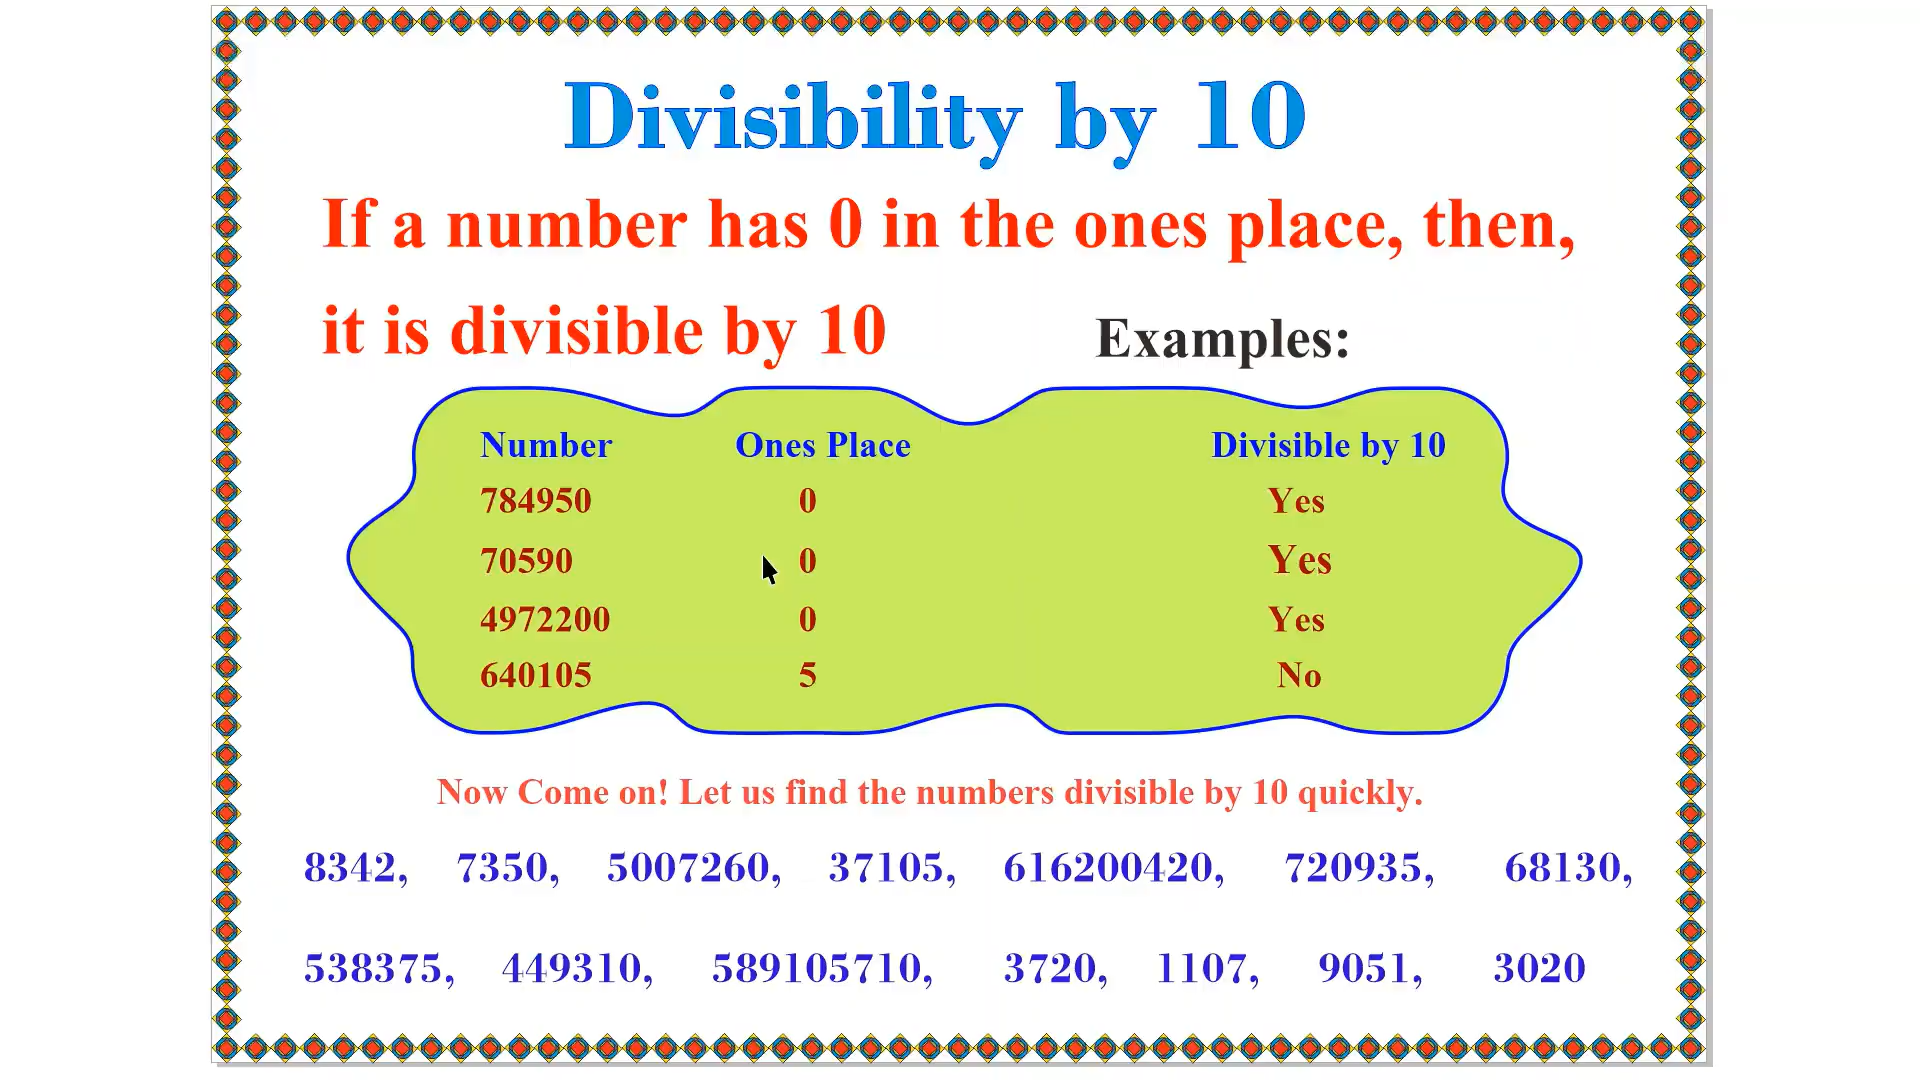 Divisibility by 10
If a number has 0 in the ones place, then,
it is divisible by 10
Examples:
Number Ones Place Divisible by 10
784950 0 Yes
70590 0 Yes
4972200 0 Yes
640105 5 No
Now Come on! Let us find the numbers divisible by 10 quickly.
8342, 7350, 5007260, 37105, 616200420, 720935, 68130,
538375, 449310, 589105710, 3720, 1107, 9051, 3020